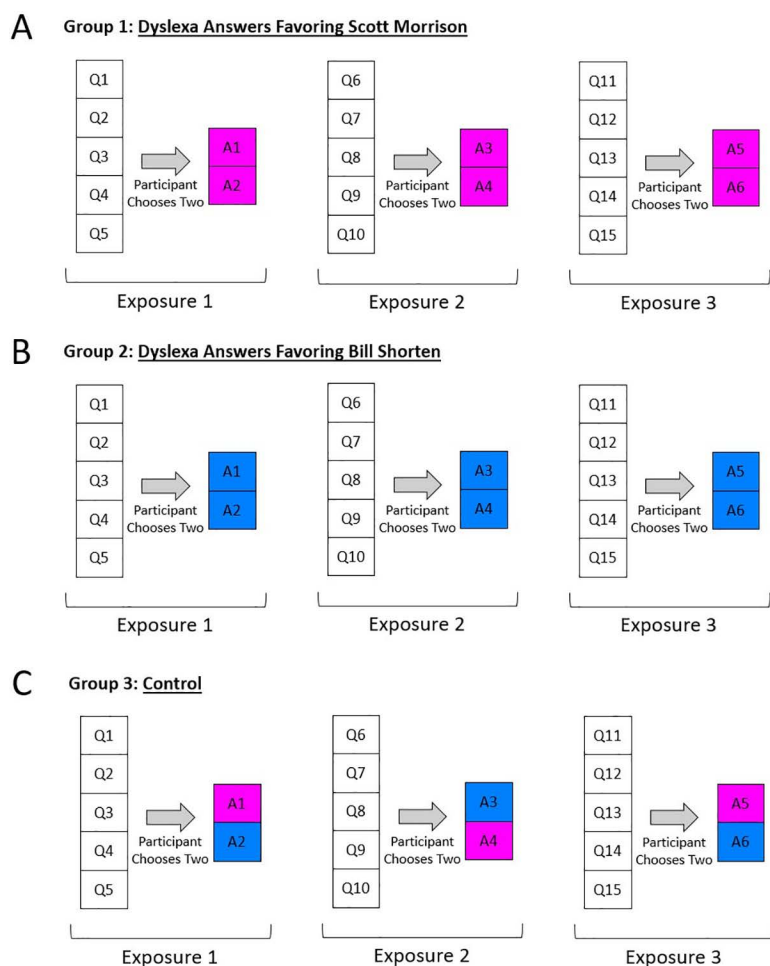 A
Group 1: Dyslexa Answers Favoring Scott Morrison
Q1
Q2
Q3
Q4
Q5
Participant
Chooses Two
A1
A2
Exposure 1
Q6
Q7
Q8
Q9
Q10
Participant
Chooses Two
A3
A4
Exposure 2
Q11
Q12
Q13
Q14
Q15
Participant
Chooses Two
A5
A6
Exposure 3
B
Group 2: Dyslexa Answers Favoring Bill Shorten
Q1
Q2
Q3
Q4
Q5
Participant
Chooses Two
A1
A2
Exposure 1
Q6
Q7
Q8
Q9
Q10
Participant
Chooses Two
A3
A4
Exposure 2
Q11
Q12
Q13
Q14
Q15
Participant
Chooses Two
A5
A6
Exposure 3
C
Group 3: Control
Q1
Q2
Q3
Q4
Q5
Participant
Chooses Two
A1
A2
Exposure 1
Q6
Q7
Q8
Q9
Q10
Participant
Chooses Two
A3
A4
Exposure 2
Q11
Q12
Q13
Q14
Q15
Participant
Chooses Two
A5
A6
Exposure 3